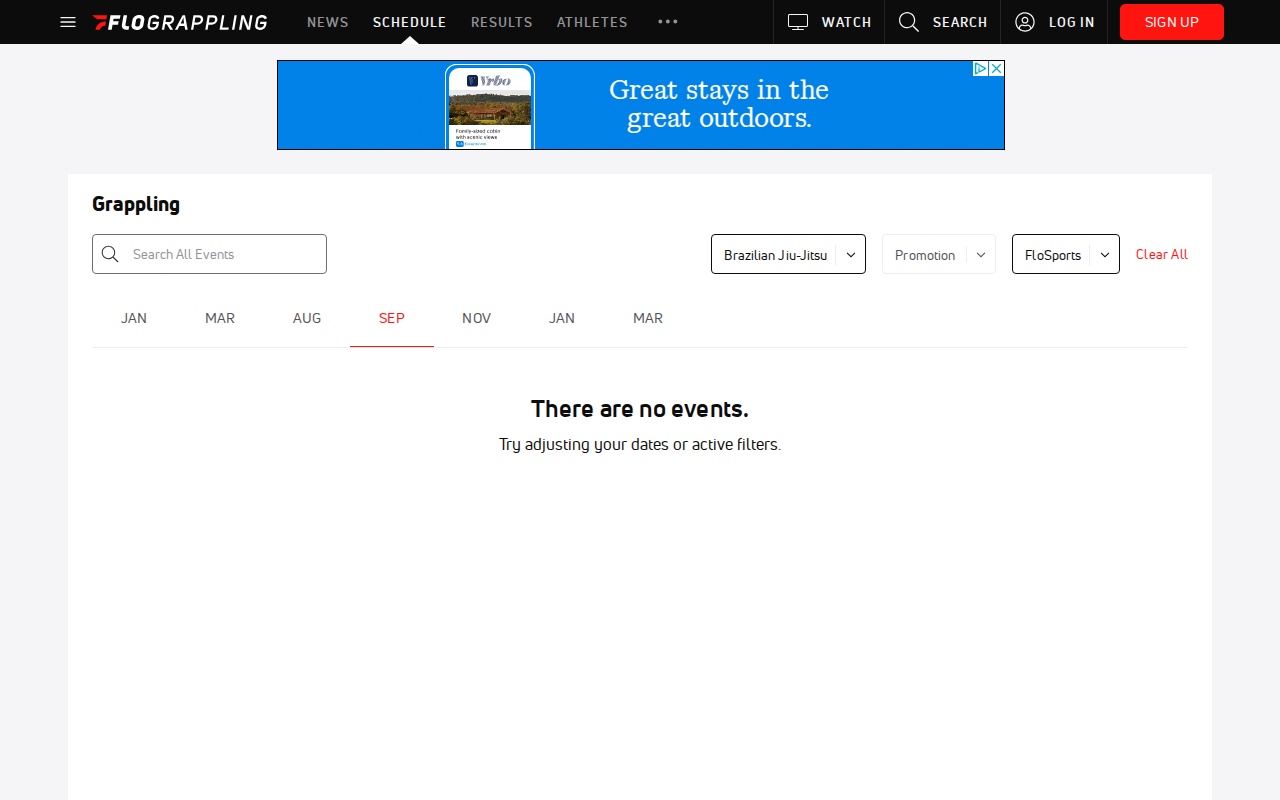 FLOGRAPPLING
NEWS
SCHEDULE
RESULTS
ATHLETES
WATCH
SEARCH
LOG IN
SIGN UP
Vrbo
Family-sized cabin
with scenic views
Great stays in the
great outdoors.
Grappling
Search All Events
Brazilian Jiu-Jitsu
Promotion
FloSports
Clear All
JAN
MAR
AUG
SEP
NOV
JAN
MAR
There are no events.
Try adjusting your dates or active filters.